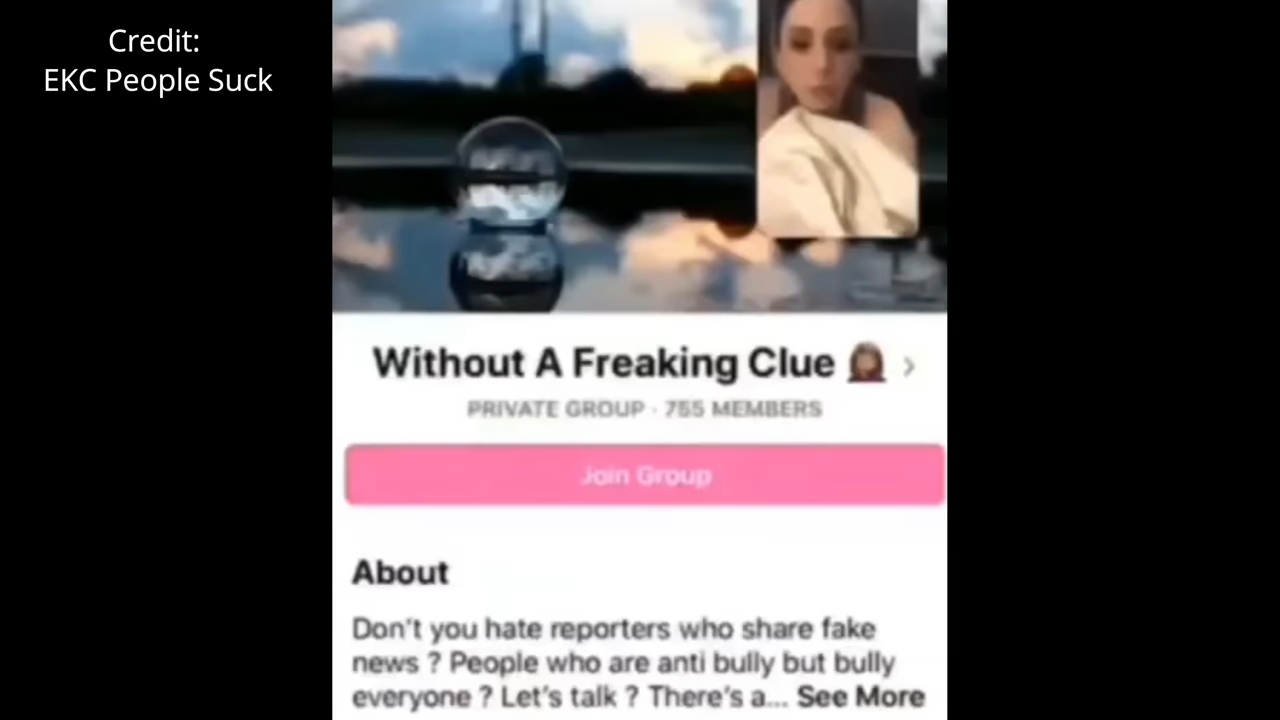 Credit:
EKC People Suck
Without A Freaking Clue 🤷🏽‍♀️ >
PRIVATE GROUP · 755 MEMBERS
Join Group
About
Don't you hate reporters who share fake
news ? People who are anti bully but bully
everyone ? Let's talk ? There's a... See More